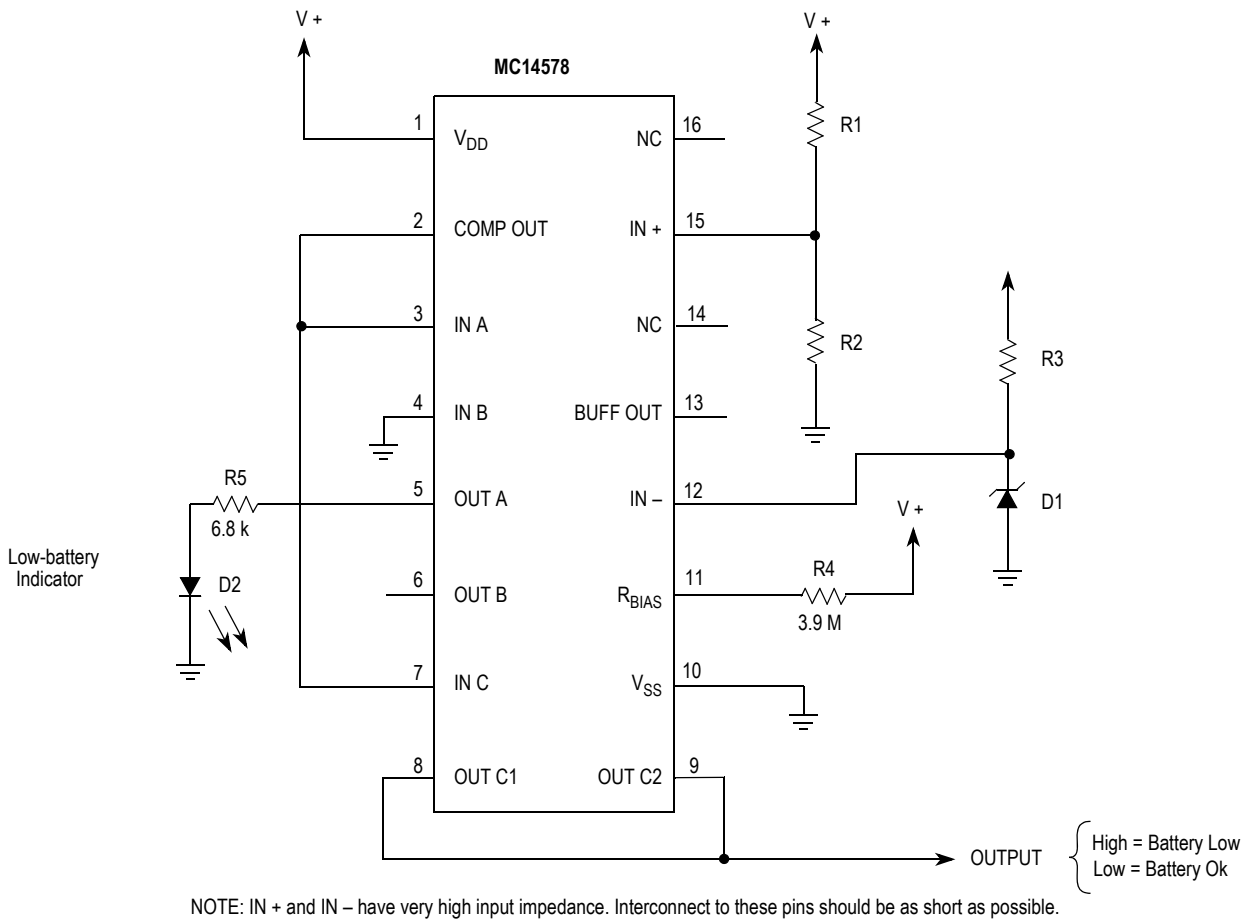 V +
V +
MC14578
1
VDD
NC
16
R1
2
COMP OUT
IN +
15
3
IN A
NC
14
R2
R3
4
IN B
BUFF OUT
13
R5
6.8 k
5
OUT A
IN –
12
V +
D1
Low-battery
Indicator
D2
6
OUT B
RBIAS
11
R4
3.9 M
7
IN C
VSS
10
8
OUT C1
OUT C2
9
OUTPUT
High = Battery Low
Low = Battery Ok
NOTE: IN + and IN – have very high input impedance. Interconnect to these pins should be as short as possible.